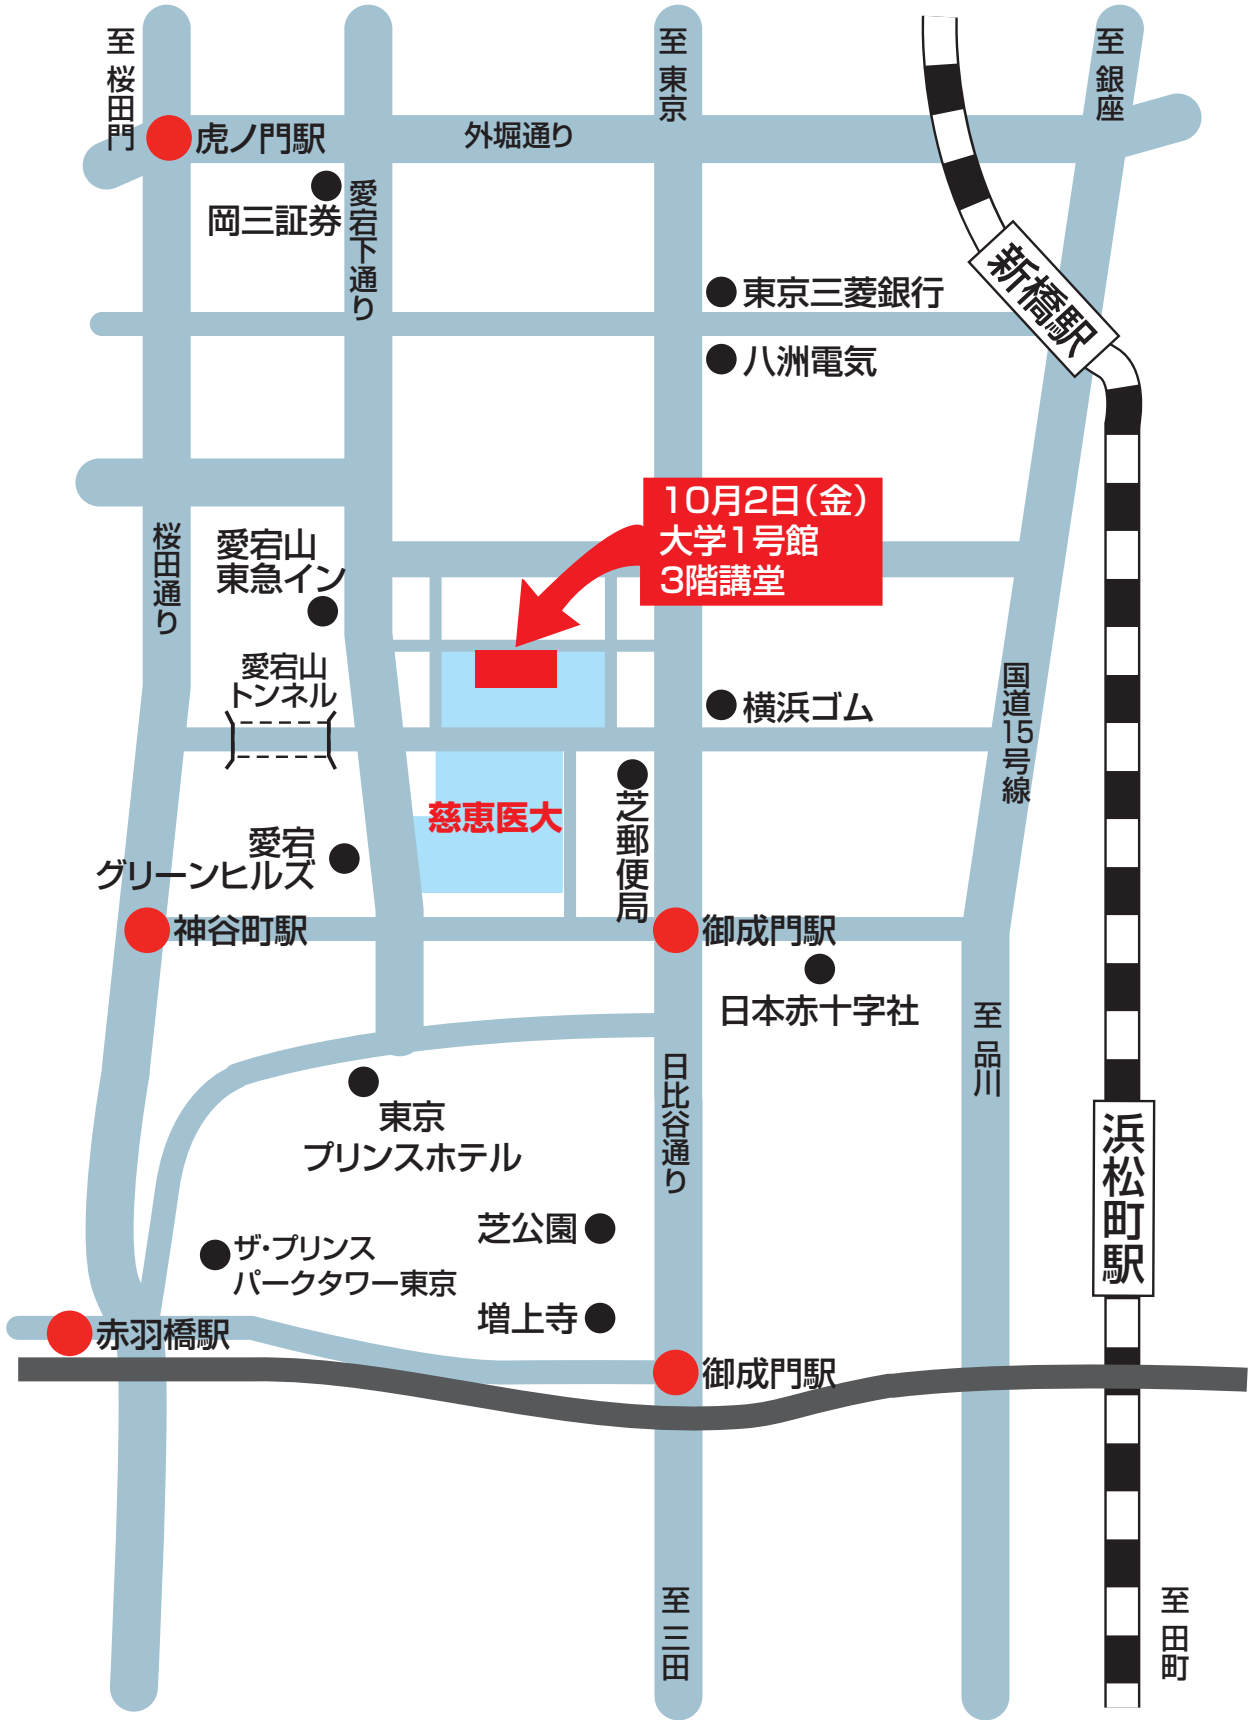 至 桜田門
至 東京
至 銀座
虎ノ門駅
外堀通り
岡三証券
愛宕下通り
新橋駅
東京三菱銀行
八洲電気
10月2日(金)
大学1号館
3階講堂
桜田通り
愛宕山
東急イン
愛宕山
トンネル
国道15号線
横浜ゴム
芝郵便局
慈恵医大
愛宕
グリーンヒルズ
神谷町駅
御成門駅
日本赤十字社
至 品川
日比谷通り
東京
プリンスホテル
浜松町駅
芝公園
ザ・プリンス
パークタワー東京
増上寺
赤羽橋駅
御成門駅
至 三田
至 田町